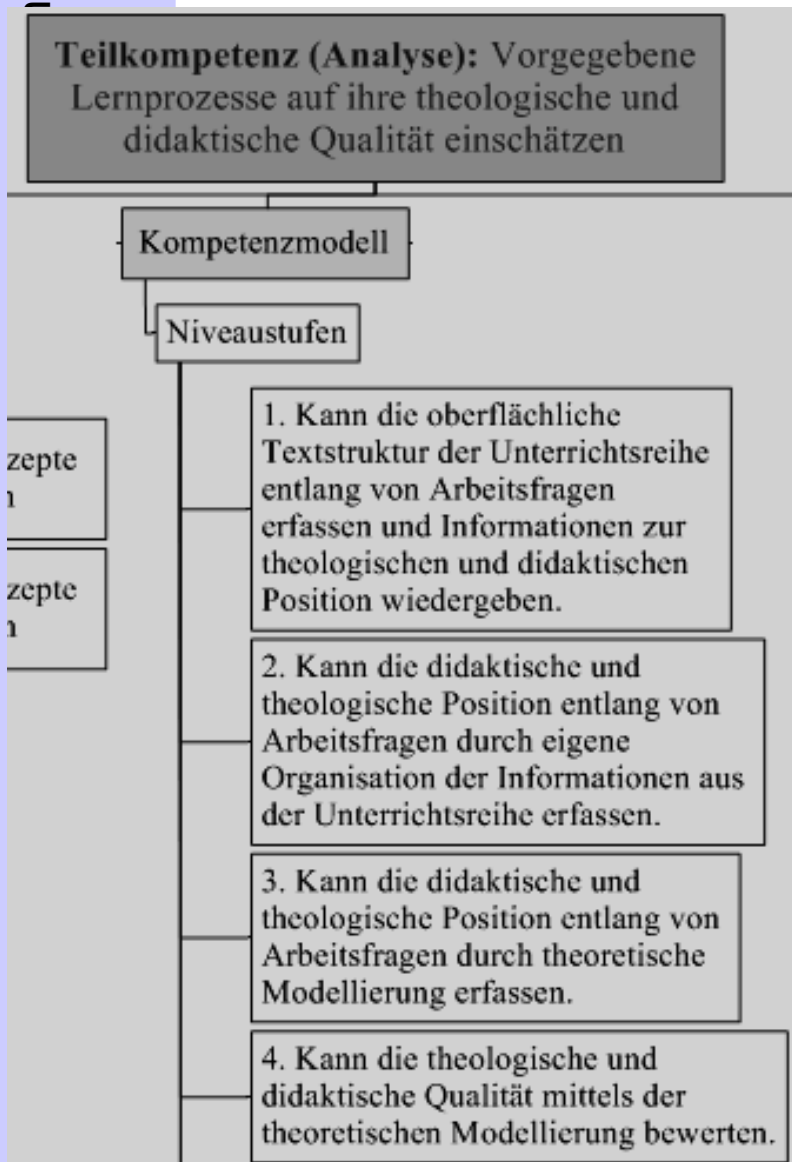 Teilkompetenz (Analyse): Vorgegebene
Lernprozesse auf ihre theologische und
didaktische Qualität einschätzen
Kompetenzmodell
Niveaustufen
1. Kann die oberflächliche
Textstruktur der Unterrichtsreihe
entlang von Arbeitsfragen
erfassen und Informationen zur
theologischen und didaktischen
Position wiedergeben.
zepte
zepte
2. Kann die didaktische und
theologische Position entlang von
Arbeitsfragen durch eigene
Organisation der Informationen aus
der Unterrichtsreihe erfassen.
3. Kann die didaktische und
theologische Position entlang von
Arbeitsfragen durch theoretische
Modellierung erfassen.
4. Kann die theologische und
didaktische Qualität mittels der
theoretischen Modellierung bewerten.